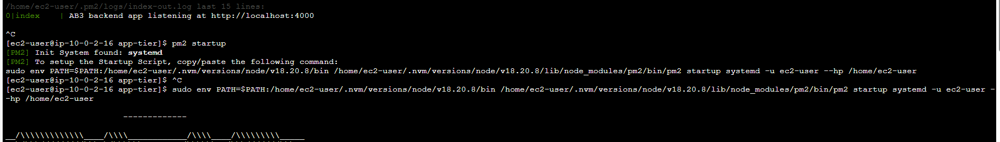 /home/ec2-user/.pm2/logs/index-out.log last 15 lines:
0|index    | AB3 backend app listening at http://localhost:4000
^C
[ec2-user@ip-10-0-2-16 app-tier]$ pm2 startup
[PM2] Init System found: systemd
[PM2] To setup the Startup Script, copy/paste the following command:
sudo env PATH=$PATH:/home/ec2-user/.nvm/versions/node/v18.20.8/bin /home/ec2-user/.nvm/versions/node/v18.20.8/lib/node_modules/pm2/bin/pm2 startup systemd -u ec2-user --hp /home/ec2-user
[ec2-user@ip-10-0-2-16 app-tier]$ ^C
[ec2-user@ip-10-0-2-16 app-tier]$ sudo env PATH=$PATH:/home/ec2-user/.nvm/versions/node/v18.20.8/bin /home/ec2-user/.nvm/versions/node/v18.20.8/lib/node_modules/pm2/bin/pm2 startup systemd -u ec2-user -
-hp /home/ec2-user
-------------
__/\\\\\\\\\\\\\____/\\\\____________/\\\\____/\\\\\\\\\_____